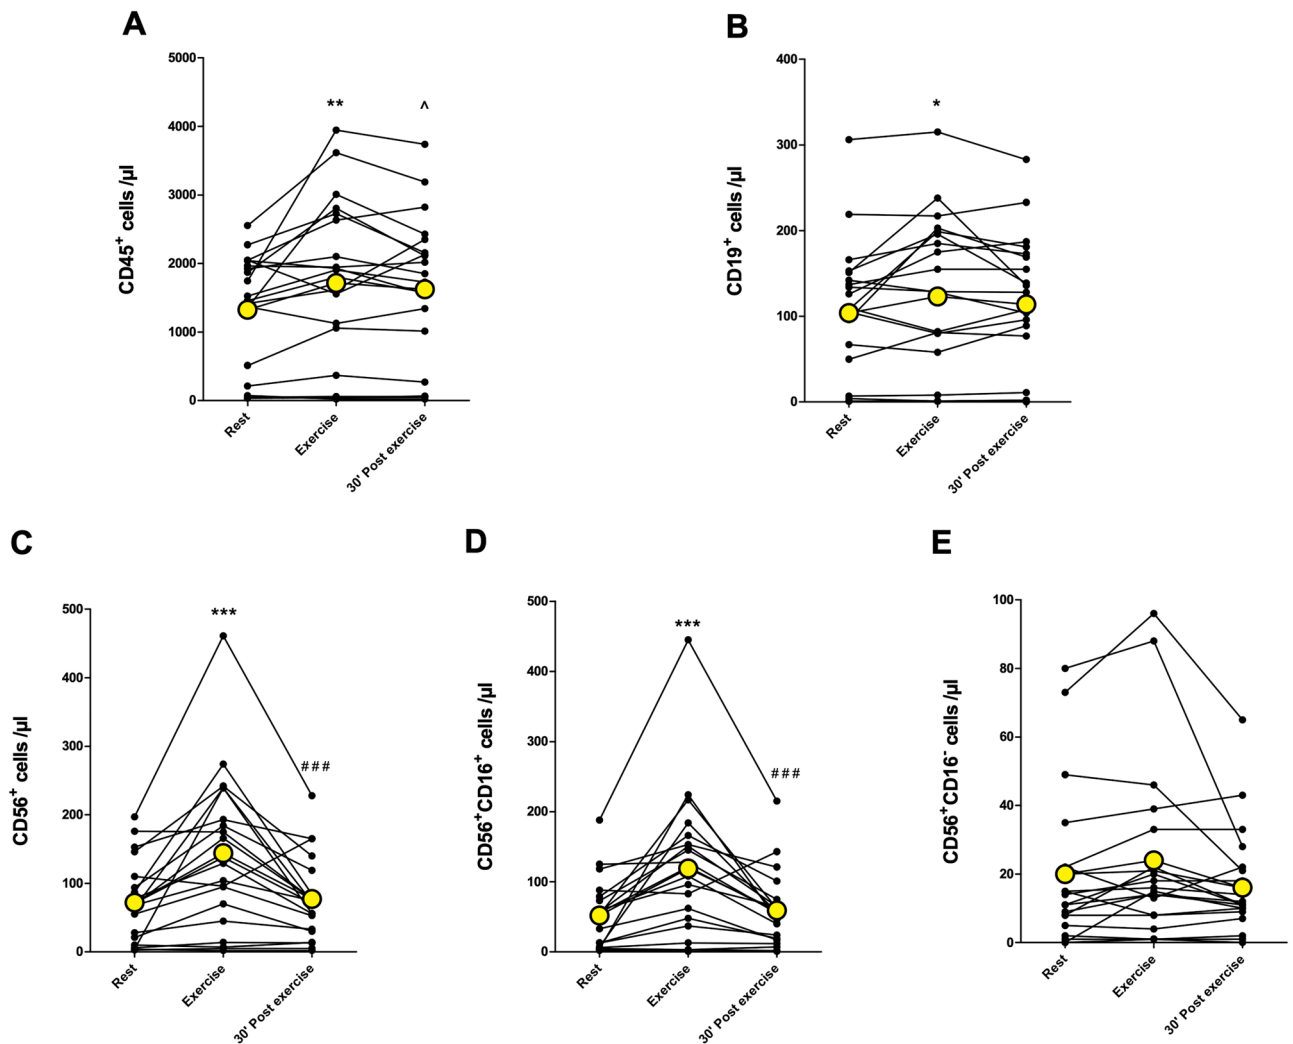 A
CD45⁺ cells /µl
5000
4000
3000
2000
1000
0
**
^
Rest
Exercise
30' Post exercise
B
CD19⁺ cells /µl
400
300
200
100
0
*
Rest
Exercise
30' Post exercise
C
CD56⁺ cells /µl
500
400
300
200
100
0
***
###
Rest
Exercise
30' Post exercise
D
CD56⁺CD16⁺ cells /µl
500
400
300
200
100
0
***
###
Rest
Exercise
30' Post exercise
E
CD56⁺CD16⁻ cells /µl
100
80
60
40
20
0
Rest
Exercise
30' Post exercise